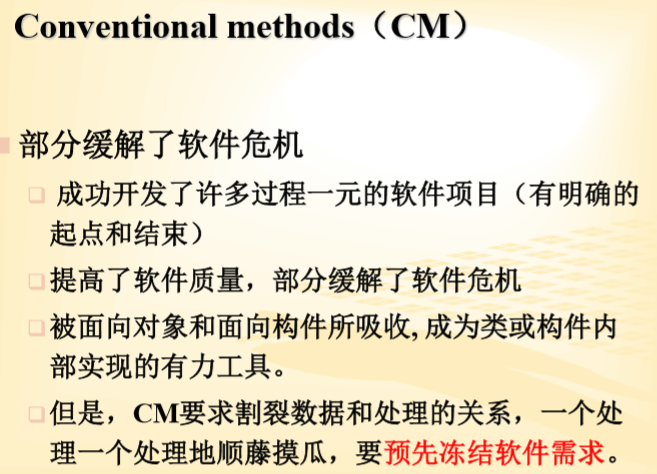 Conventional methods（CM）
部分缓解了软件危机
成功开发了许多过程一元的软件项目（有明确的
起点和结束）
提高了软件质量，部分缓解了软件危机
被面向对象和面向构件所吸收, 成为类或构件内
部实现的有力工具。
但是，CM要求割裂数据和处理的关系，一个处
理一个处理地顺藤摸瓜，要预先冻结软件需求。